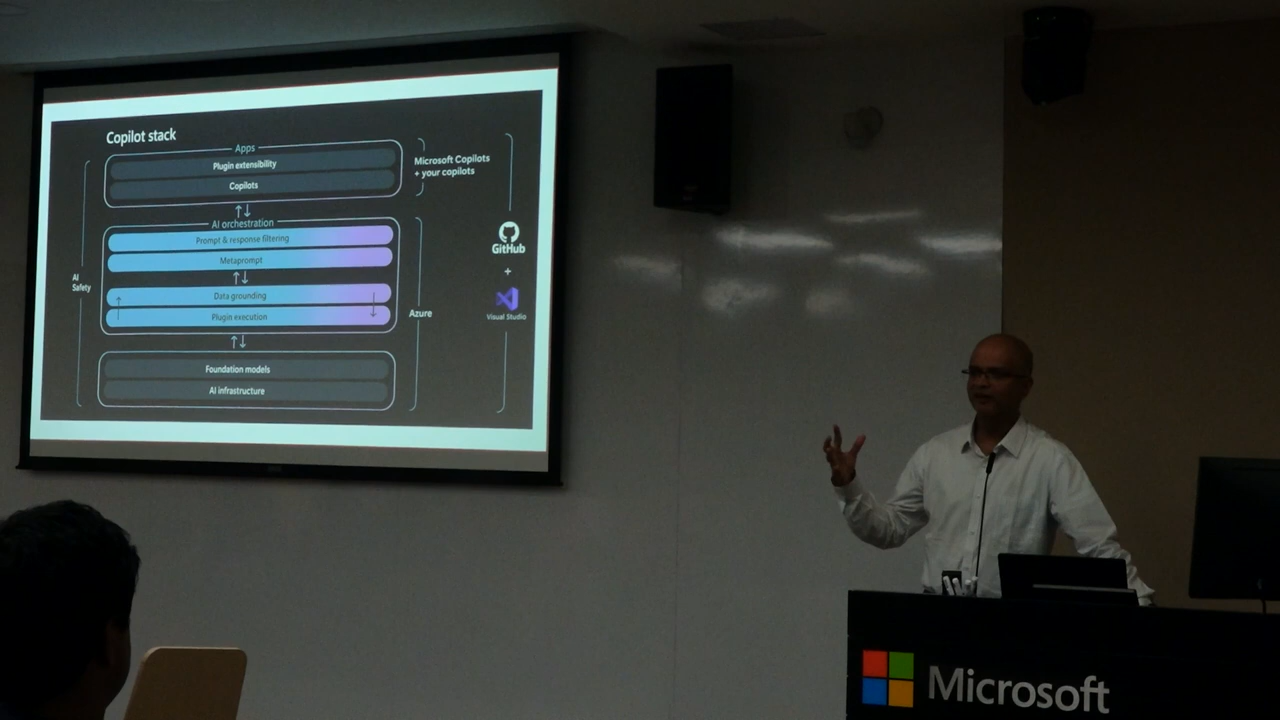 Copilot stack
Apps
Plugin extensibility
Copilots
Microsoft Copilots
+ your copilots
AI orchestration
Prompt & response filtering
Metaprompt
Data grounding
Plugin execution
AI
Safety
Azure
GitHub
+
Visual Studio
Foundation models
AI infrastructure
Microsoft